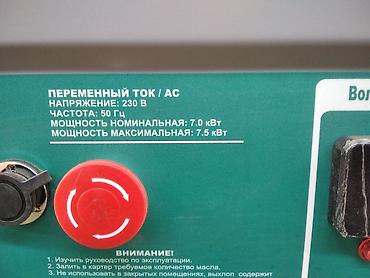 ПЕРЕМЕННЫЙ ТОК / AC
НАПРЯЖЕНИЕ: 230 В
ЧАСТОТА: 50 Гц
МОЩНОСТЬ НОМИНАЛЬНАЯ: 7.0 кВт
МОЩНОСТЬ МАКСИМАЛЬНАЯ: 7.5 кВт
Вол
ВНИМАНИЕ!
1. Изучить руководство по эксплуатации.
2. Залить в картер требуемое количество масла.
3. Не использовать в закрытых помещениях, выхлоп содержит